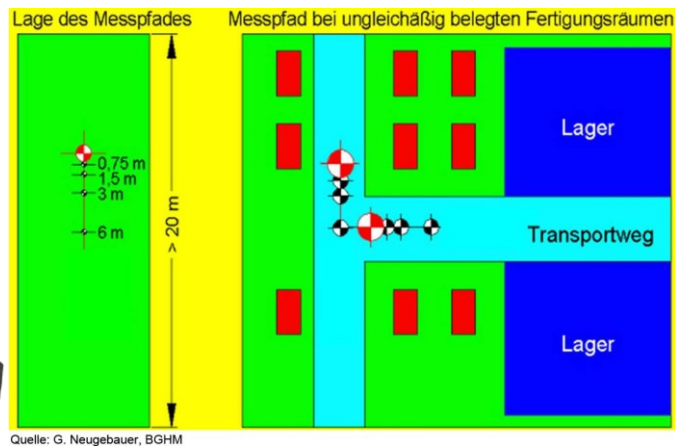 Lage des Messpfades
Messpfad bei ungleichäßig belegten Fertigungsräumen
0,75 m
1,5 m
3 m
6 m
> 20 m
Lager
Transportweg
Lager
Quelle: G. Neugebauer, BGHM